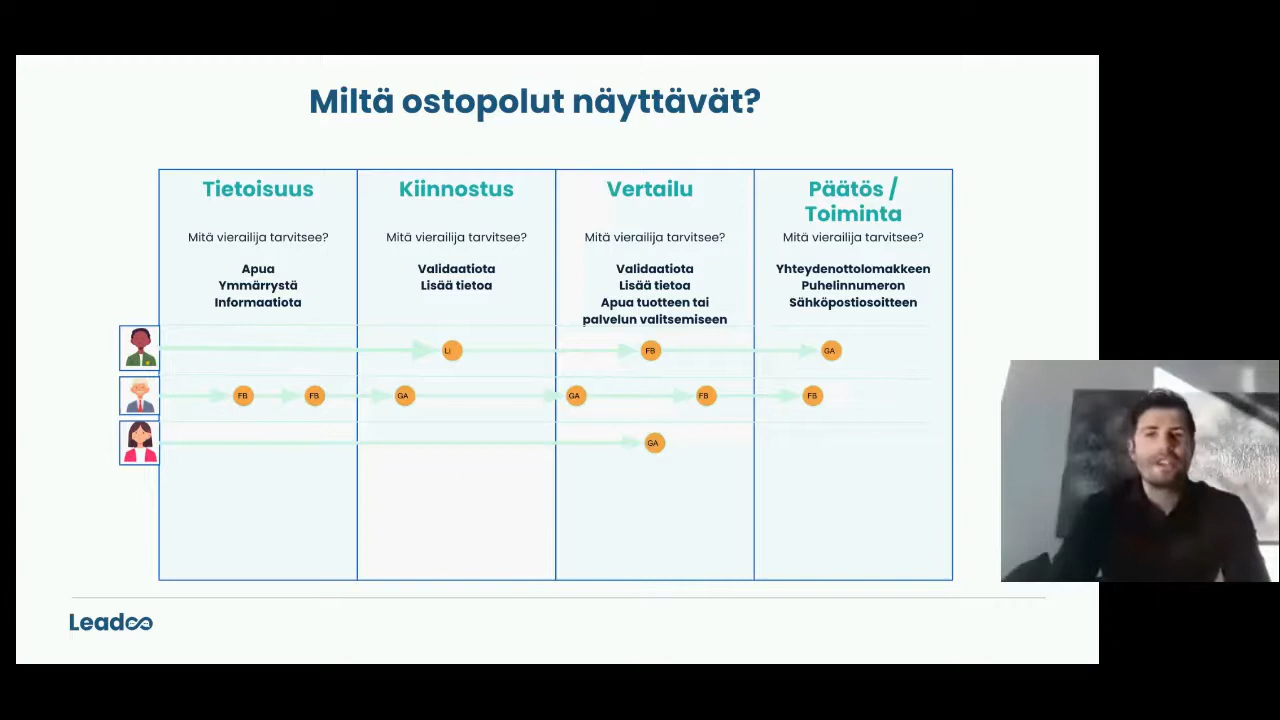 Miltä ostopolut näyttävät?
Tietoisuus
Mitä vierailija tarvitsee?
Apua
Ymmärrystä
Informaatiota
Kiinnostus
Mitä vierailija tarvitsee?
Validaatiota
Lisää tietoa
Vertailu
Mitä vierailija tarvitsee?
Validaatiota
Lisää tietoa
Apua tuotteen tai
palvelun valitsemiseen
Päätös /
Toiminta
Mitä vierailija tarvitsee?
Yhteydenottolomakkeen
Puhelinnumeron
Sähköpostiosoitteen
LI FB GA
FB FB GA GA FB FB
GA
Leadoo